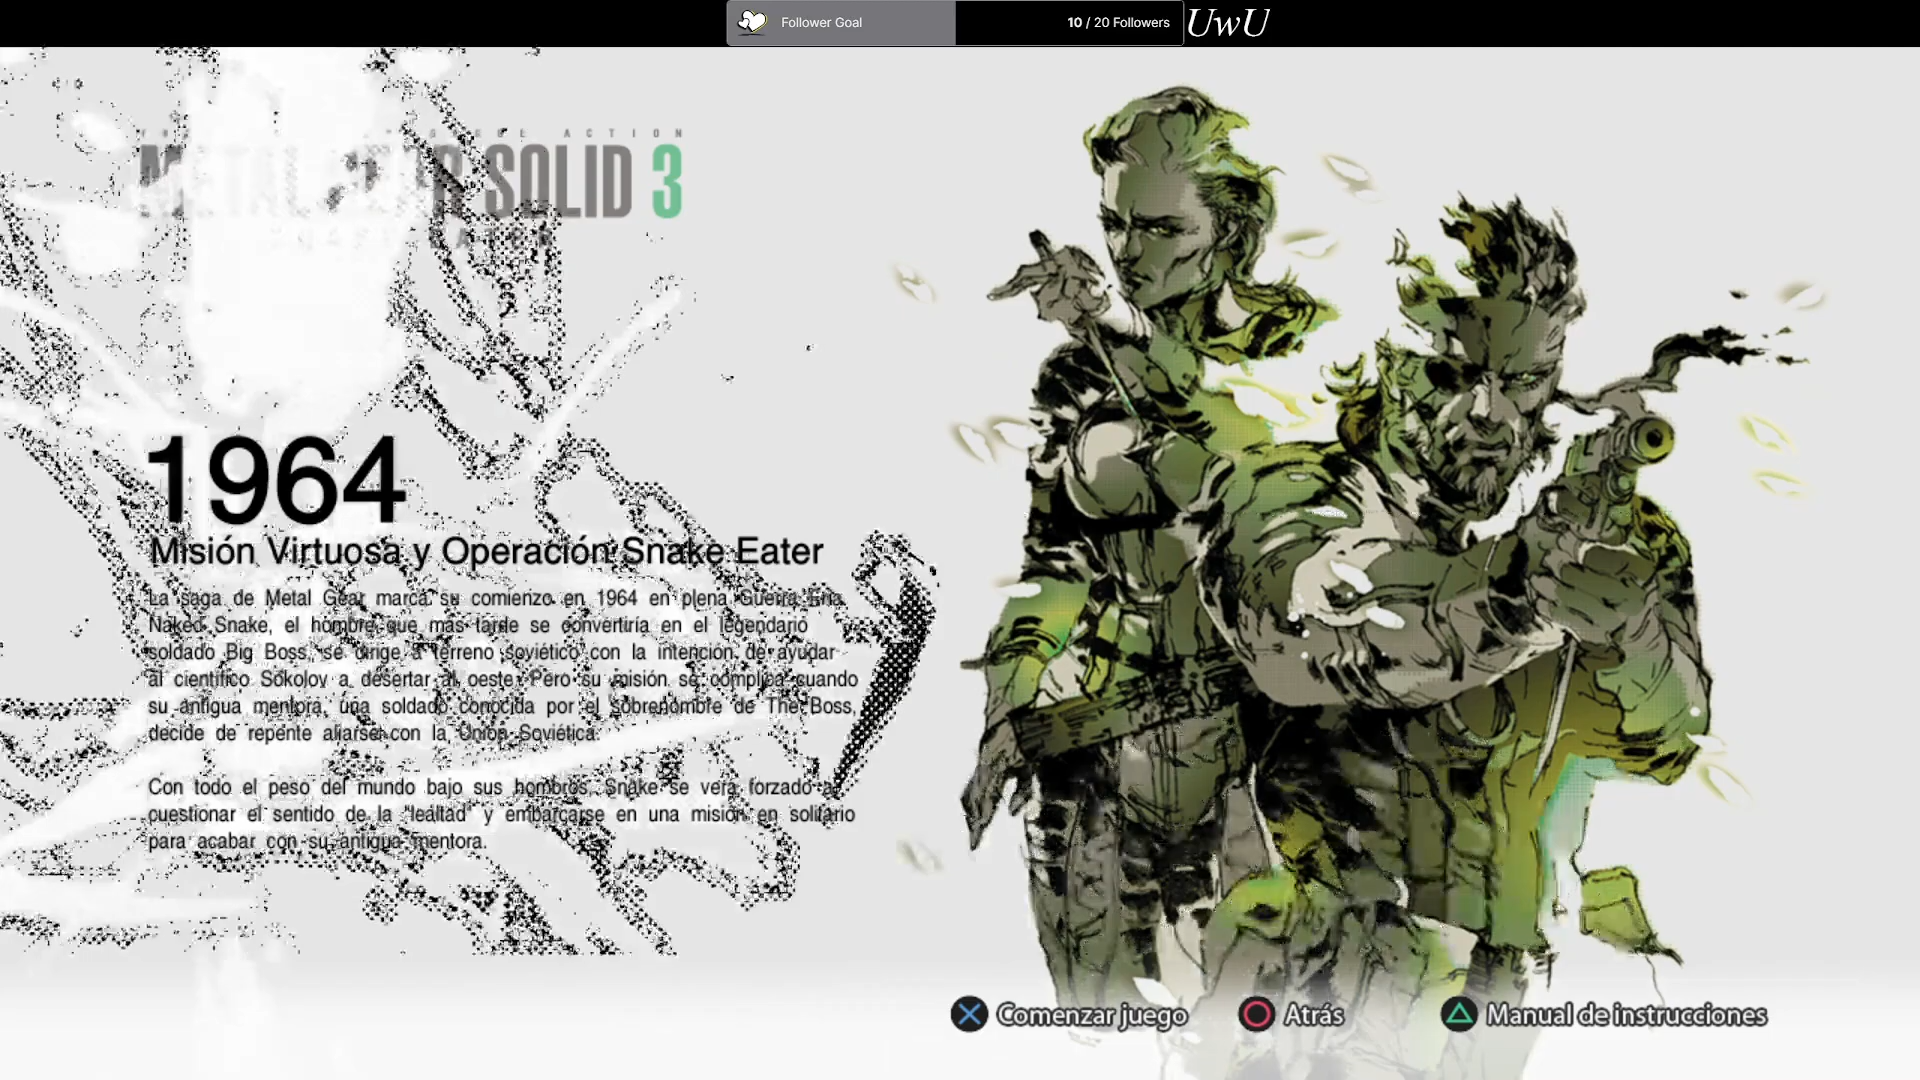 Follower Goal
10 / 20 Followers
UwU
ACTION
METAL GEAR SOLID 3
1964
Misión Virtuosa y Operación Snake Eater
La saga de Metal Gear marca su comienzo en 1964 en plena Guerra Fría.
Naked Snake, el hombre que más tarde se convertiría en el legendario
soldado Big Boss, se dirige a terreno soviético con la intención de ayudar
al científico Sokolov a desertar al oeste. Pero su misión se complica cuando
su antigua mentora, una soldado conocida por el sobrenombre de The Boss,
decide de repente aliarse con la Unión Soviética.
Con todo el peso del mundo bajo sus hombros, Snake se verá forzado a
cuestionar el sentido de la "lealtad" y embarcarse en una misión en solitario
para acabar con su antigua mentora.
Comenzar juego
Atrás
Manual de instrucciones